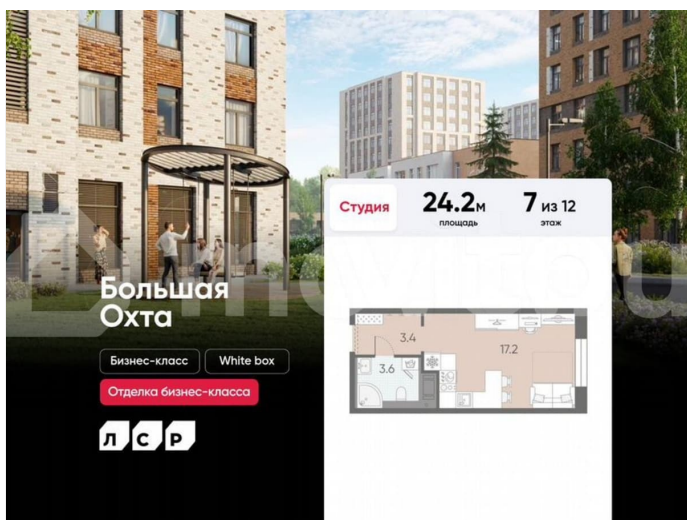 Студия
24.2м
площадь
7 из 12
этаж
Большая
Охта
Бизнес-класс
White box
Отделка бизнес-класса
ЛСР
3.4
17.2
3.6